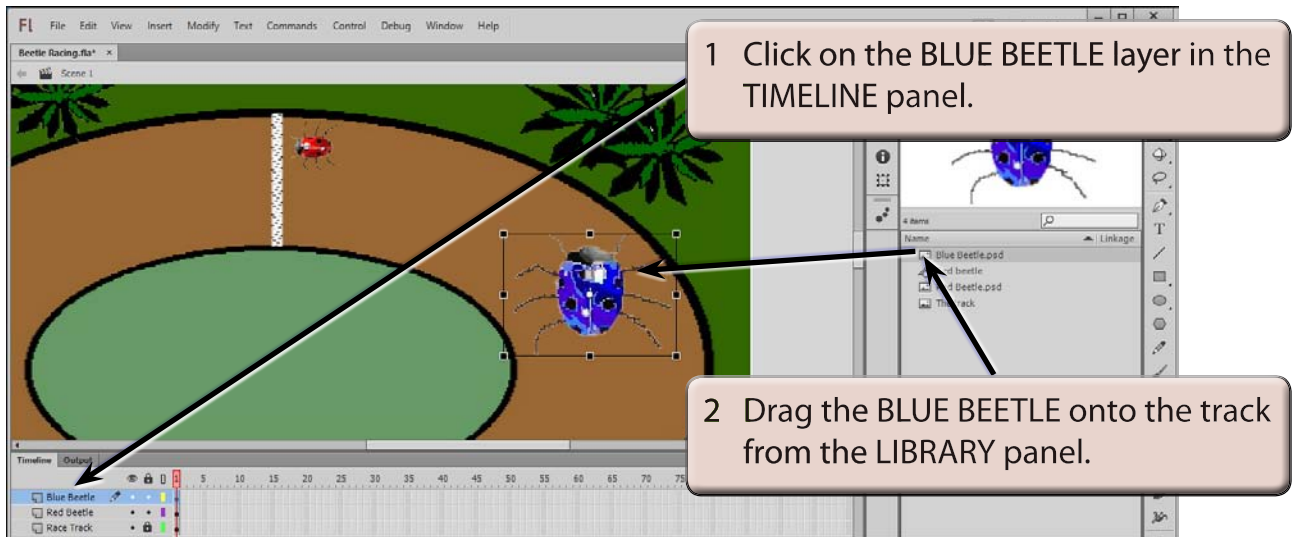 Fl File Edit View Insert Modify Text Commands Control Debug Window Help
Beetle Racing.fla* ×
Scene 1
1 Click on the BLUE BEETLE layer in the
TIMELINE panel.
4 items
Name Linkage
Blue Beetle.psd
beetle
Beetle.psd
T
2 Drag the BLUE BEETLE onto the track
from the LIBRARY panel.
Timeline Output
1 5 10 15 20 25 30 35 40 45 50 55 60 65 70 75
Blue Beetle
Red Beetle
Race Track